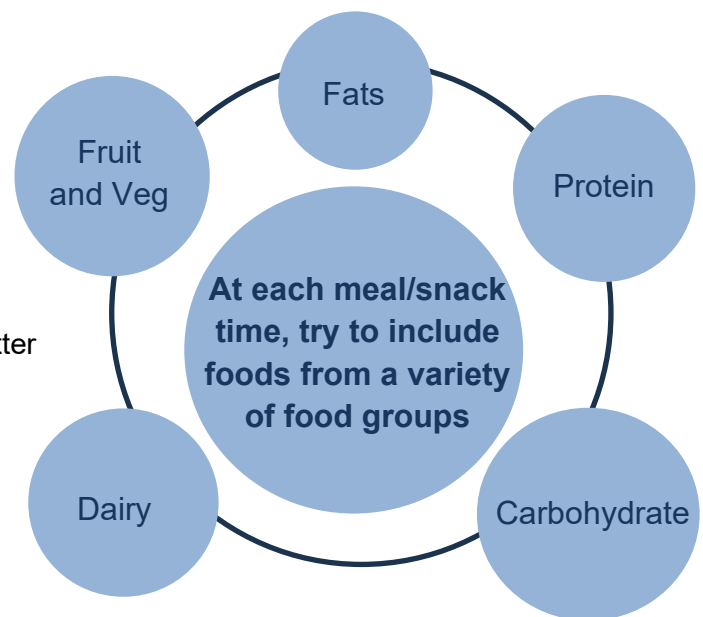 Fats
Fruit
and Veg
Protein
At each meal/snack
time, try to include
foods from a variety
of food groups
Dairy
Carbohydrate